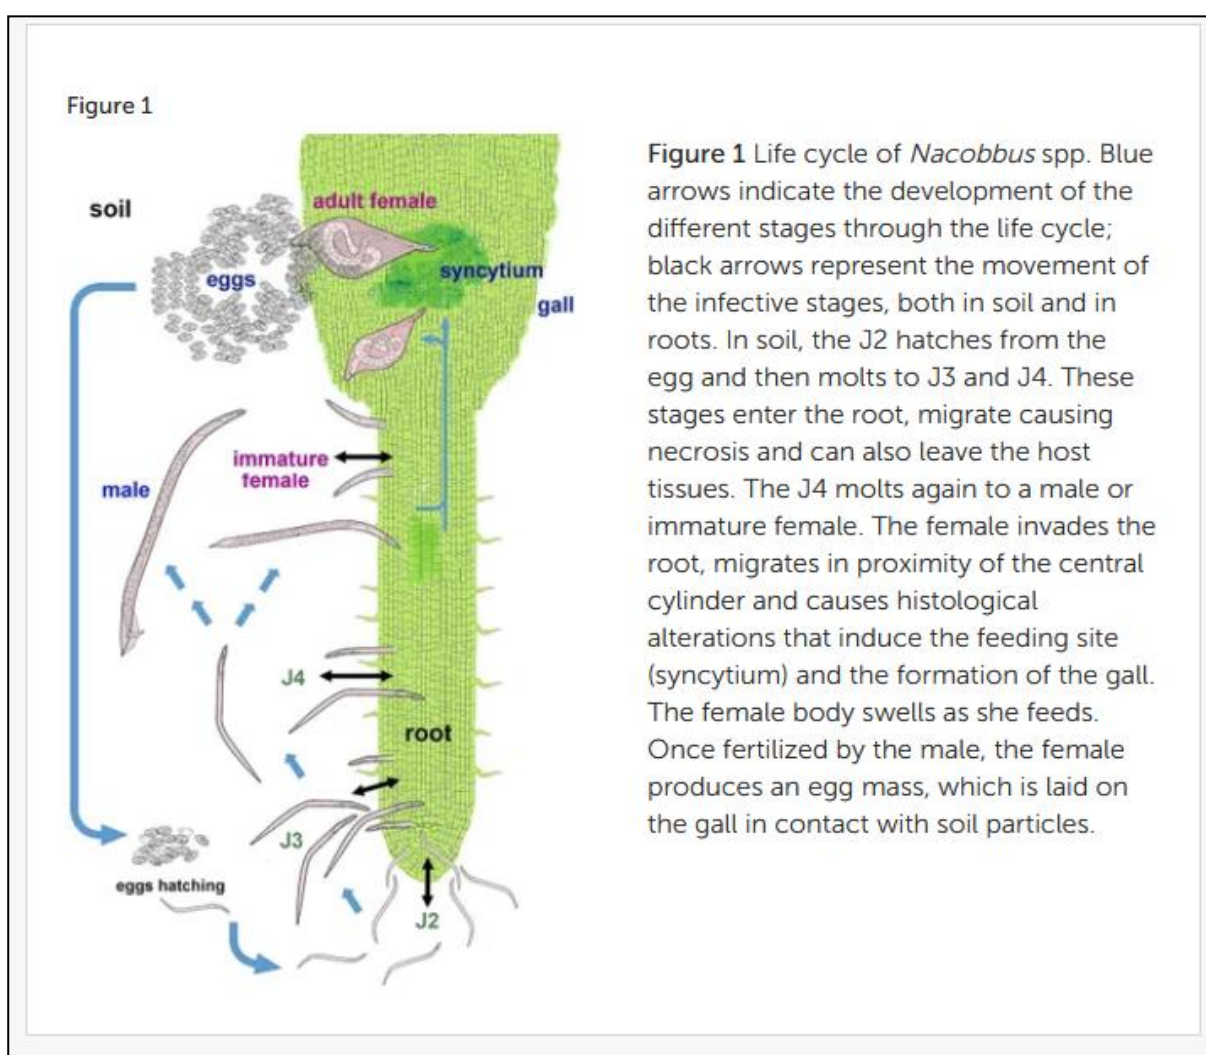 Figure 1
soil
adult female
eggs
syncytium
gall
immature
female
male
J4
root
J3
eggs hatching
J2
Figure 1 Life cycle of Nacobbus spp. Blue
arrows indicate the development of the
different stages through the life cycle;
black arrows represent the movement of
the infective stages, both in soil and in
roots. In soil, the J2 hatches from the
egg and then molts to J3 and J4. These
stages enter the root, migrate causing
necrosis and can also leave the host
tissues. The J4 molts again to a male or
immature female. The female invades the
root, migrates in proximity of the central
cylinder and causes histological
alterations that induce the feeding site
(syncytium) and the formation of the gall.
The female body swells as she feeds.
Once fertilized by the male, the female
produces an egg mass, which is laid on
the gall in contact with soil particles.